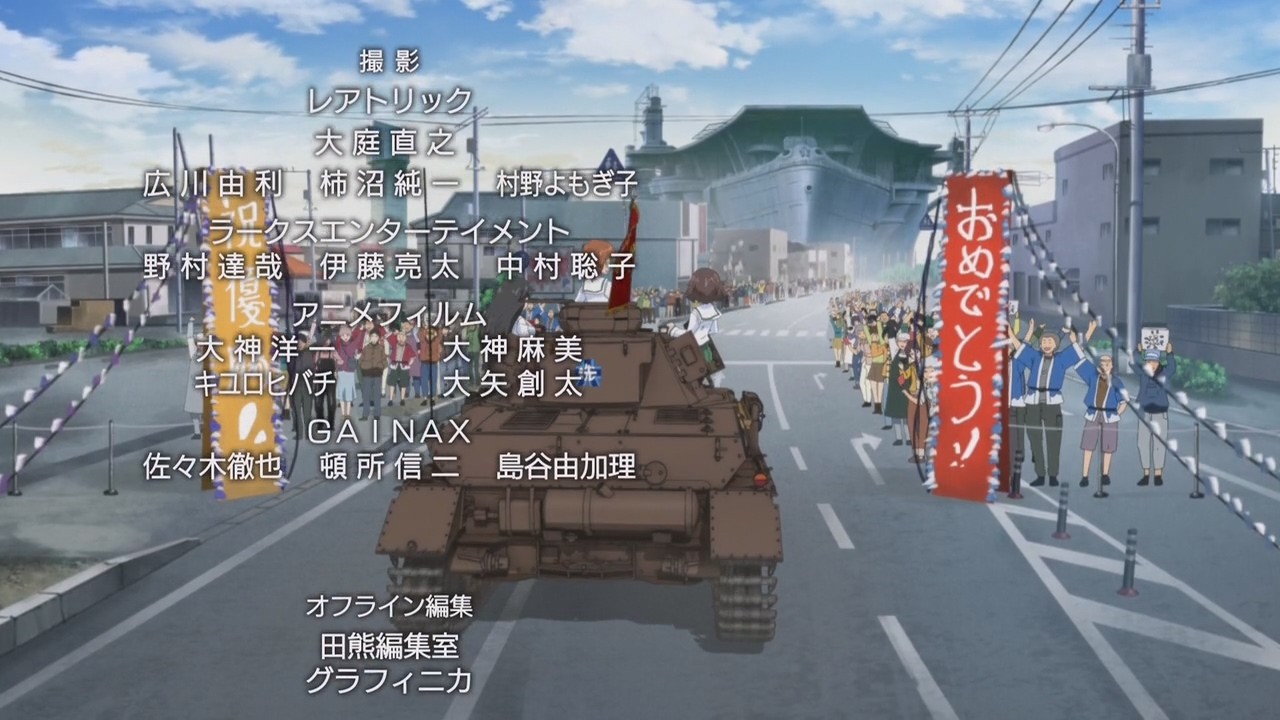 撮影
レアトリック
大庭直之
広川由利 柿沼純一 村野よもぎ子
ラークスエンターテイメント
野村達哉 伊藤亮太 中村聡子
アニメフィルム
大神洋一 大神麻美
キユロヒバチ 大矢創太
GAINAX
佐々木徹也 頓所信二 島谷由加理
オフライン編集
田熊編集室
グラフィニカ
祝
優
!
おめでとう!!
洗